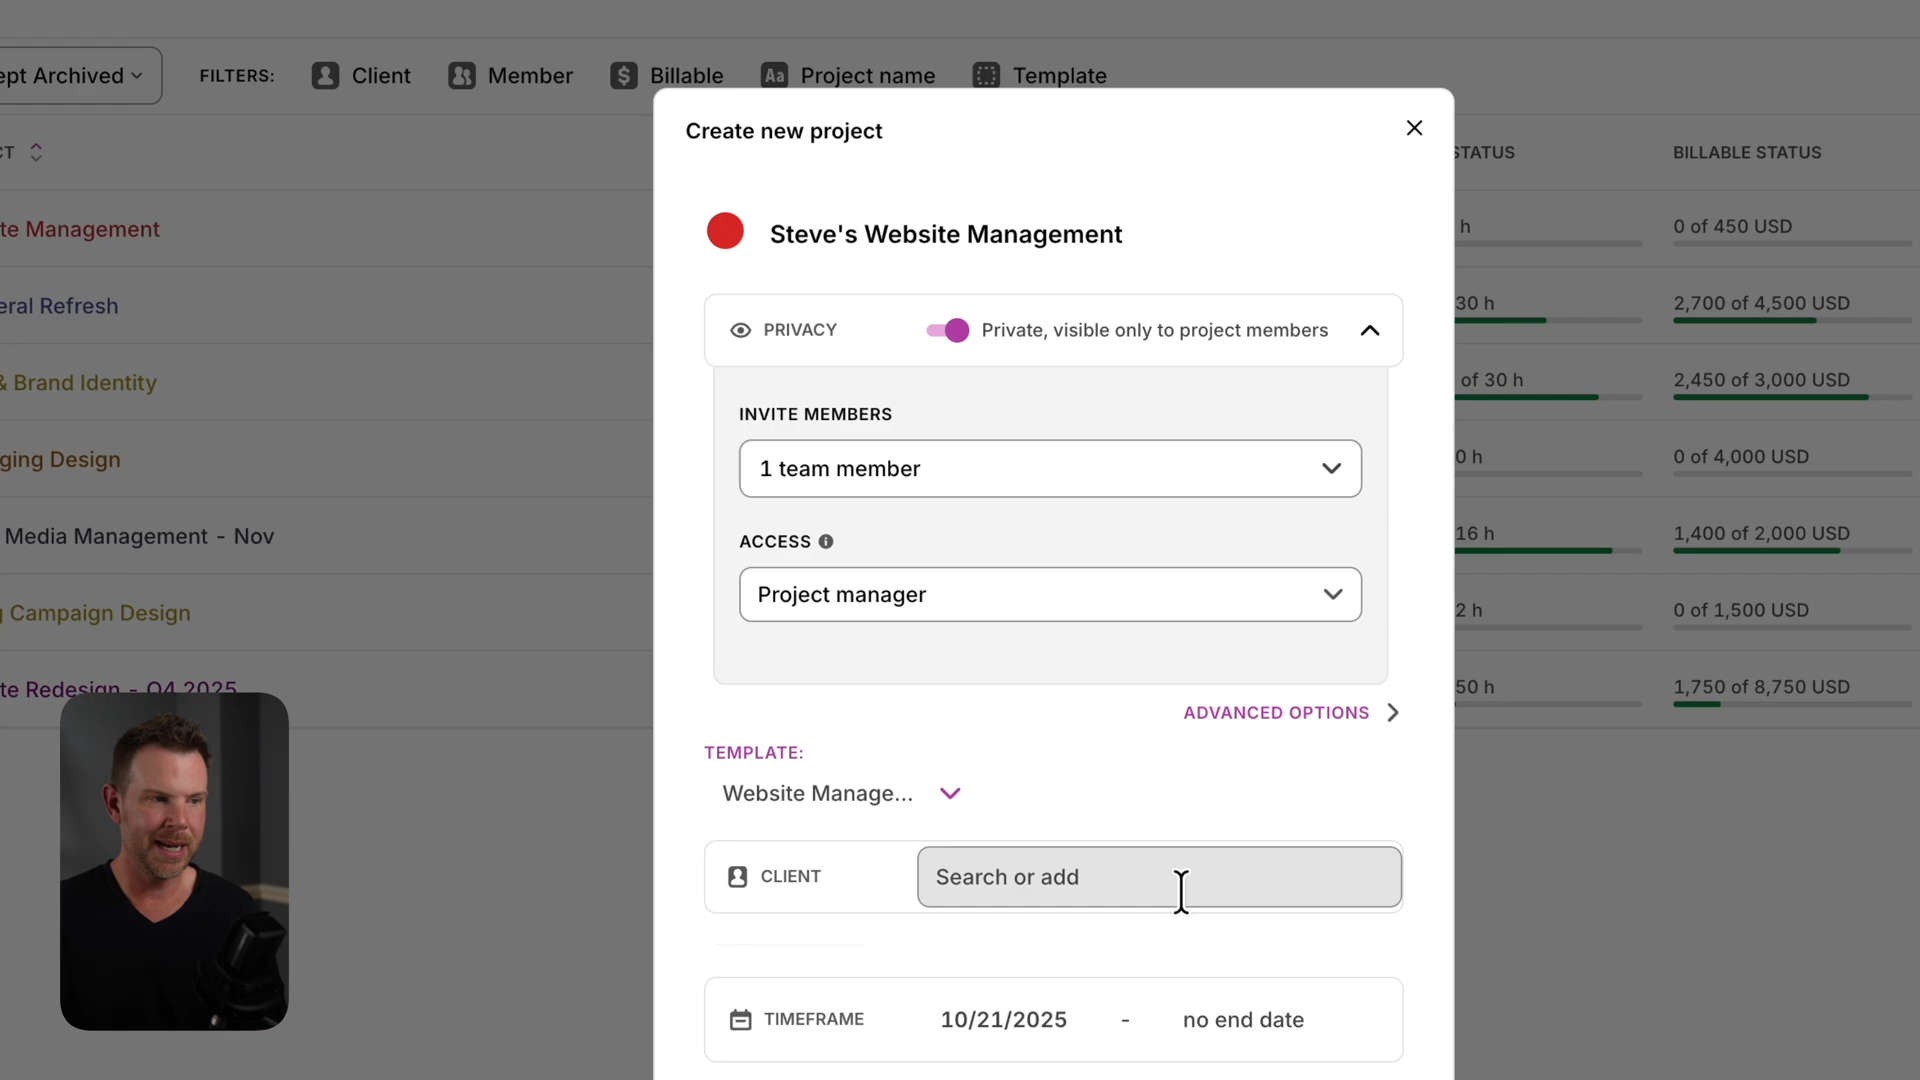 ept Archived
FILTERS:
Client
Member
Billable
Aa Project name
Template
Create new project
CT
STATUS
BILLABLE STATUS
te Management
h
0 of 450 USD
Steve's Website Management
eral Refresh
30 h
2,700 of 4,500 USD
PRIVACY
Private, visible only to project members
& Brand Identity
of 30 h
2,450 of 3,000 USD
INVITE MEMBERS
1 team member
ging Design
0 h
0 of 4,000 USD
ACCESS
Project manager
Media Management - Nov
16 h
1,400 of 2,000 USD
g Campaign Design
2 h
0 of 1,500 USD
te Redesign - Q4 2025
50 h
1,750 of 8,750 USD
ADVANCED OPTIONS
TEMPLATE:
Website Manage...
CLIENT
Search or add
TIMEFRAME
10/21/2025 - no end date